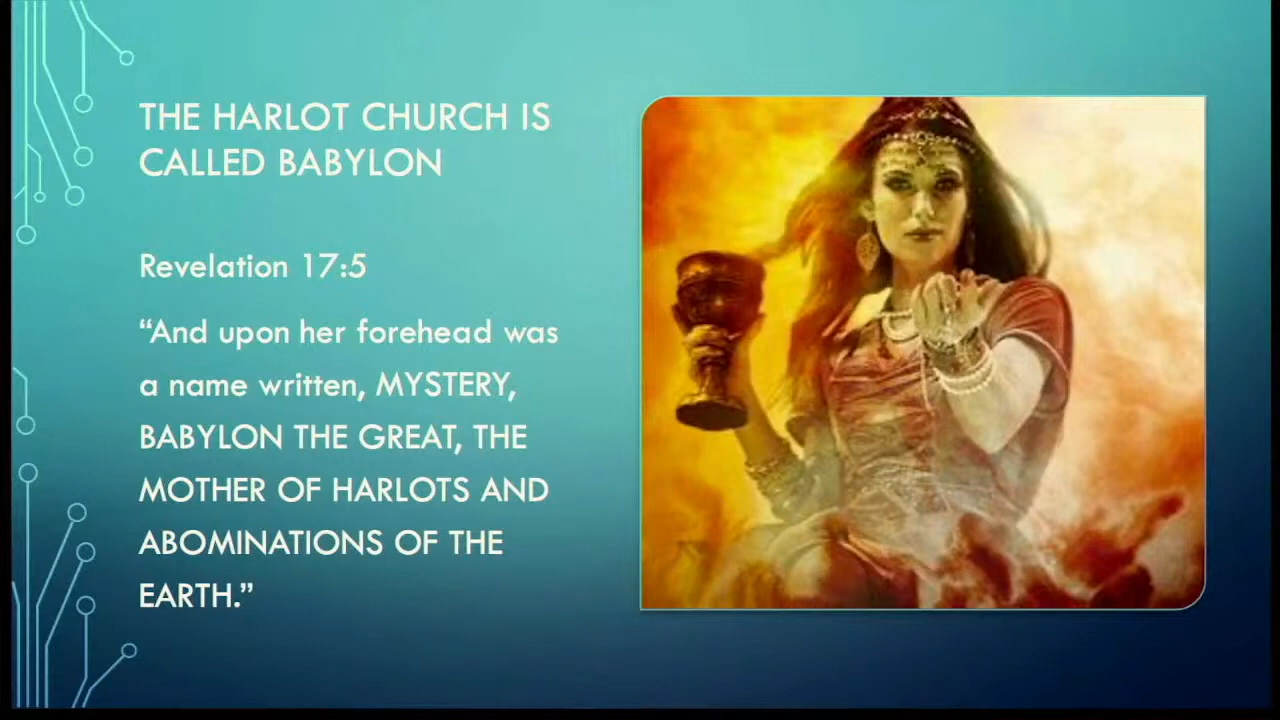 THE HARLOT CHURCH IS
CALLED BABYLON
Revelation 17:5
“And upon her forehead was
a name written, MYSTERY,
BABYLON THE GREAT, THE
MOTHER OF HARLOTS AND
ABOMINATIONS OF THE
EARTH.”